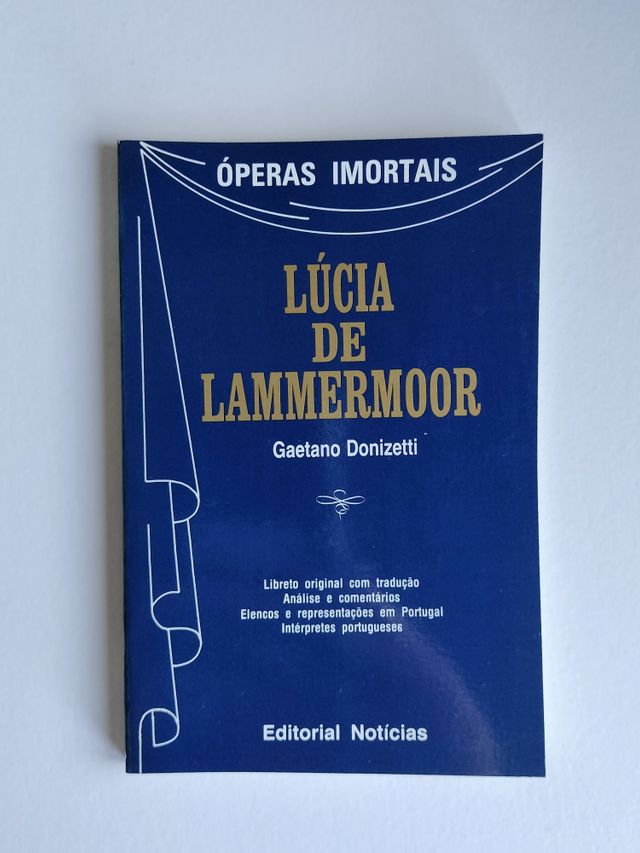 ÓPERAS IMORTAIS
LÚCIA
DE
LAMMERMOOR
Gaetano Donizetti
Libreto original com tradução
Análise e comentários
Elencos e representações em Portugal
Intérpretes portugueses
Editorial Notícias